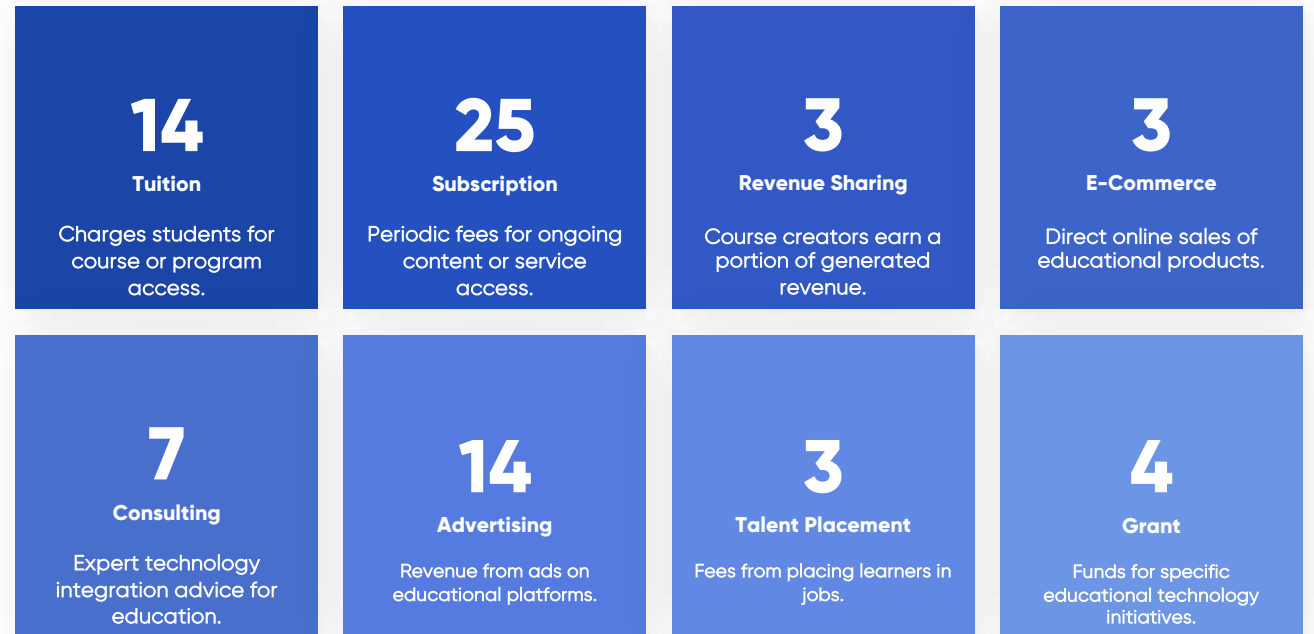 14
Tuition
Charges students for
course or program
access.
25
Subscription
Periodic fees for ongoing
content or service
access.
3
Revenue Sharing
Course creators earn a
portion of generated
revenue.
3
E-Commerce
Direct online sales of
educational products.
7
Consulting
Expert technology
integration advice for
education.
14
Advertising
Revenue from ads on
educational platforms.
3
Talent Placement
Fees from placing learners in
jobs.
4
Grant
Funds for specific
educational technology
initiatives.